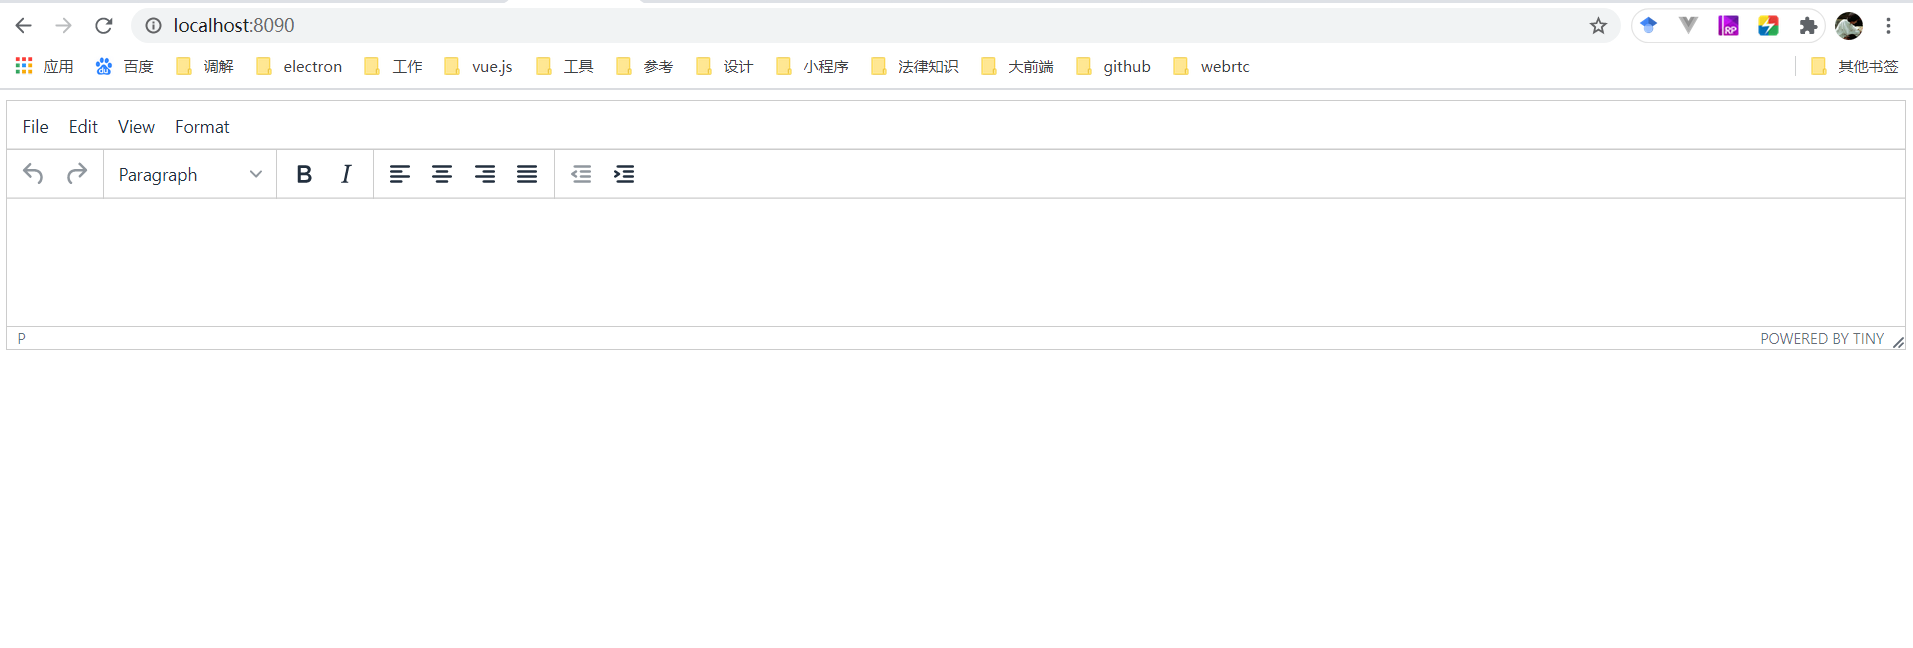 localhost:8090
应用 百度 调解 electron 工作 vue.js 工具 参考 设计 小程序 法律知识 大前端 github webrtc 其他书签
File Edit View Format
Paragraph B I
P POWERED BY TINY